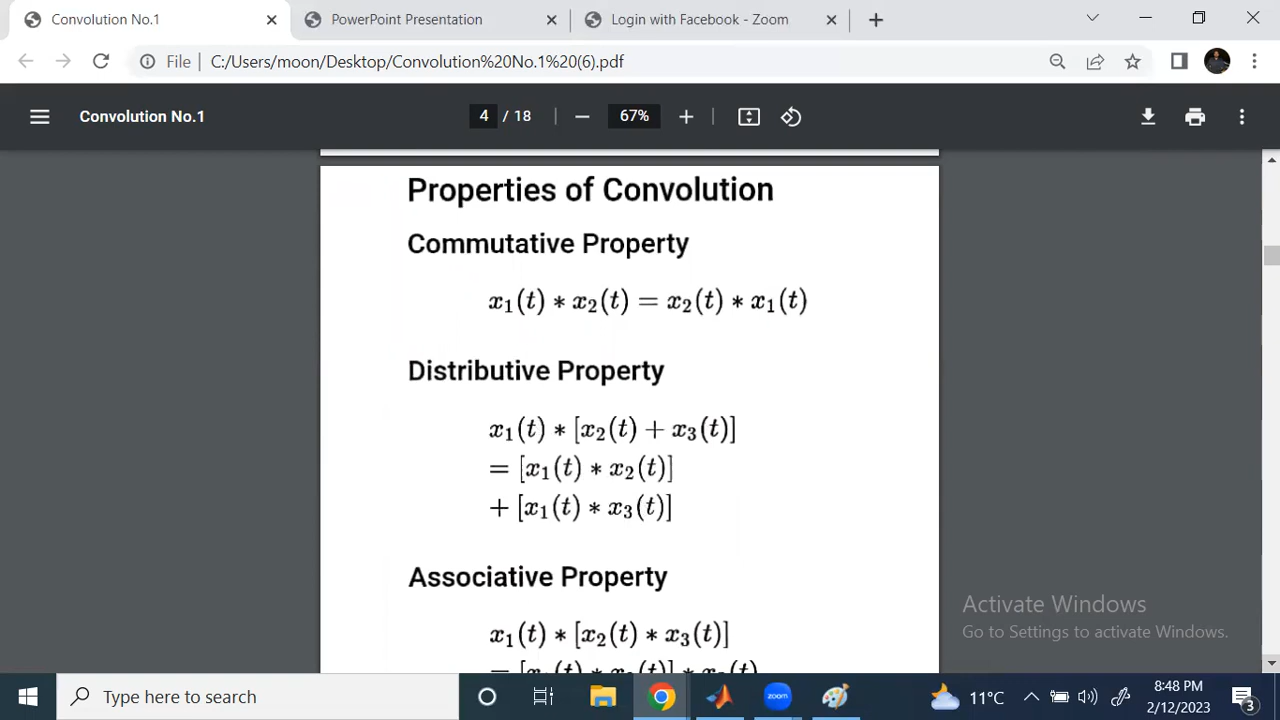 Convolution No.1
PowerPoint Presentation
Login with Facebook - Zoom
File
C:/Users/moon/Desktop/Convolution%20No.1%20(6).pdf
Convolution No.1
4 / 18
67%
Properties of Convolution
Commutative Property
x₁(t) ∗ x₂(t) = x₂(t) ∗ x₁(t)
Distributive Property
x₁(t) ∗ [x₂(t) + x₃(t)]
= [x₁(t) ∗ x₂(t)]
+ [x₁(t) ∗ x₃(t)]
Associative Property
x₁(t) ∗ [x₂(t) ∗ x₃(t)]
Activate Windows
Go to Settings to activate Windows.
Type here to search
zoom
11°C
8:48 PM
2/12/2023
3